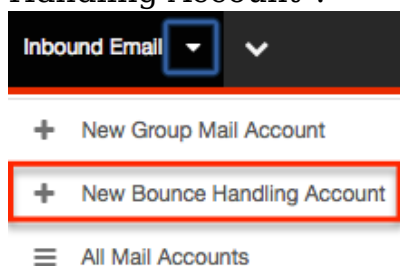 Handling Account".
Inbound Email
New Group Mail Account
New Bounce Handling Account
All Mail Accounts